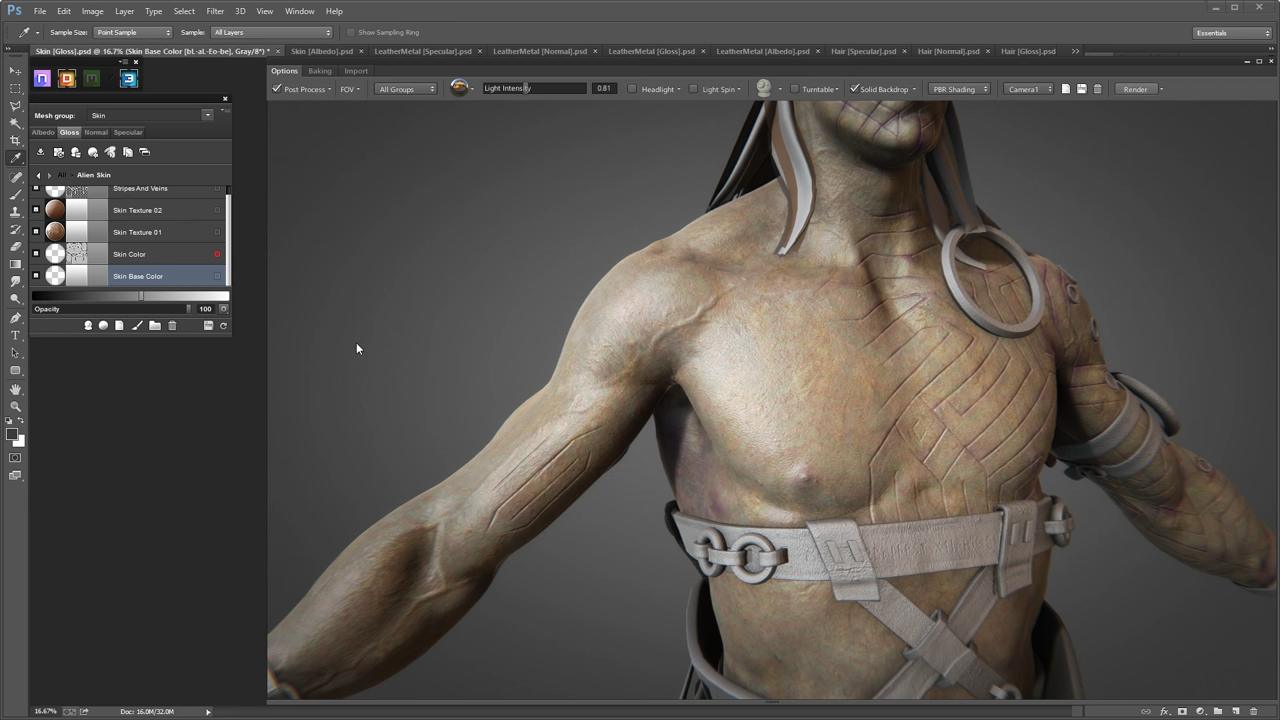 Ps File Edit Image Layer Type Select Filter 3D View Window Help
Sample Size: Point Sample Sample: All Layers Show Sampling Ring Essentials
Skin [Gloss].psd @ 16.7% (Skin Base Color [bL-aL-Eo-be], Gray/8*) * × Skin [Albedo].psd × LeatherMetal [Specular].psd × LeatherMetal [Normal].psd × LeatherMetal [Gloss].psd × LeatherMetal [Albedo].psd × Hair [Specular].psd × Hair [Normal].psd × Hair [Gloss].psd >>
Options Baking Import
Post Process FOV All Groups Light Intensity 0.81 Headlight Light Spin Turntable Solid Backdrop PBR Shading Camera1 Render
Mesh group: Skin
Albedo Gloss Normal Specular
All Alien Skin
Stripes And Veins
Skin Texture 02
Skin Texture 01
Skin Color
Skin Base Color
Opacity 100
16.67% Doc: 16.0M/32.0M